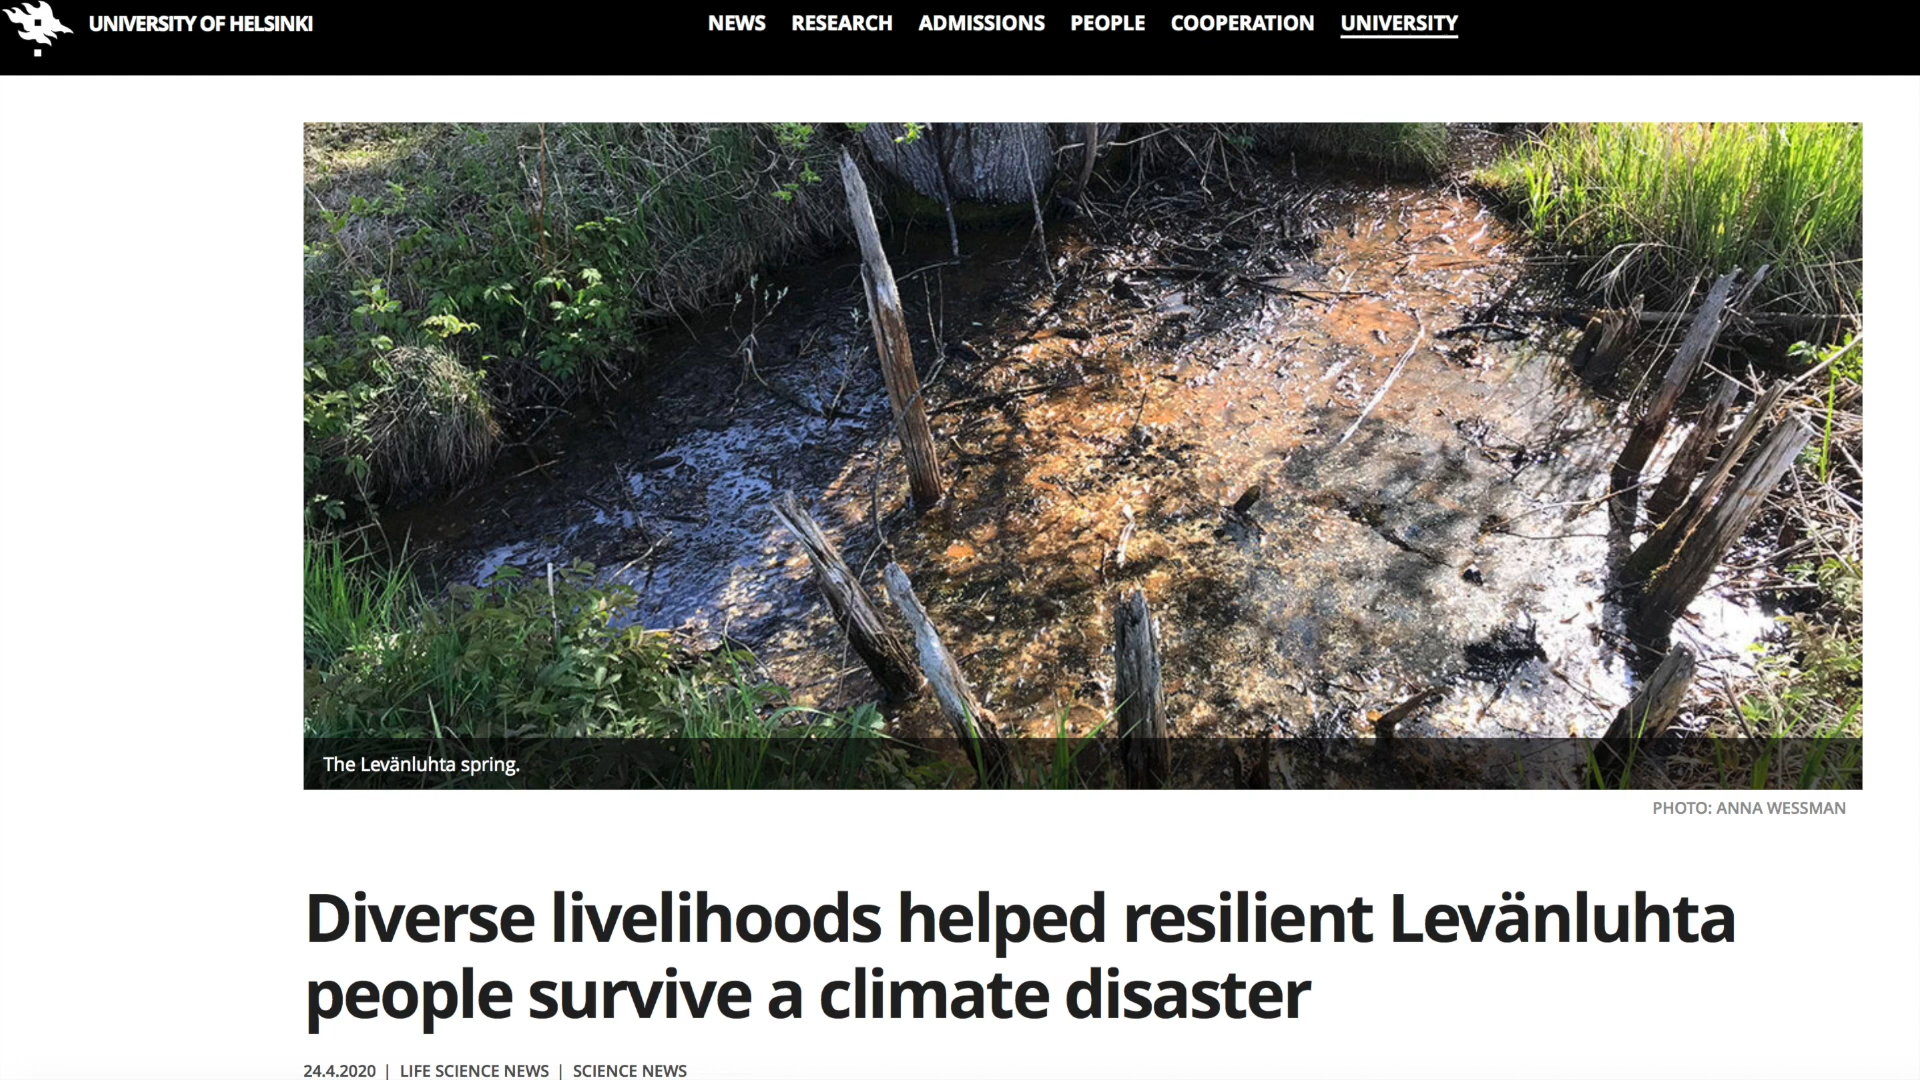 UNIVERSITY OF HELSINKI
NEWS RESEARCH ADMISSIONS PEOPLE COOPERATION UNIVERSITY
The Levänluhta spring.
PHOTO: ANNA WESSMAN
Diverse livelihoods helped resilient Levänluhta
people survive a climate disaster
24.4.2020 | LIFE SCIENCE NEWS | SCIENCE NEWS